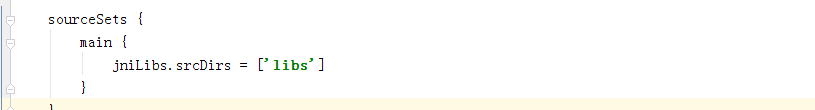 sourceSets {
main {
jniLibs.srcDirs = ['libs']
}
}